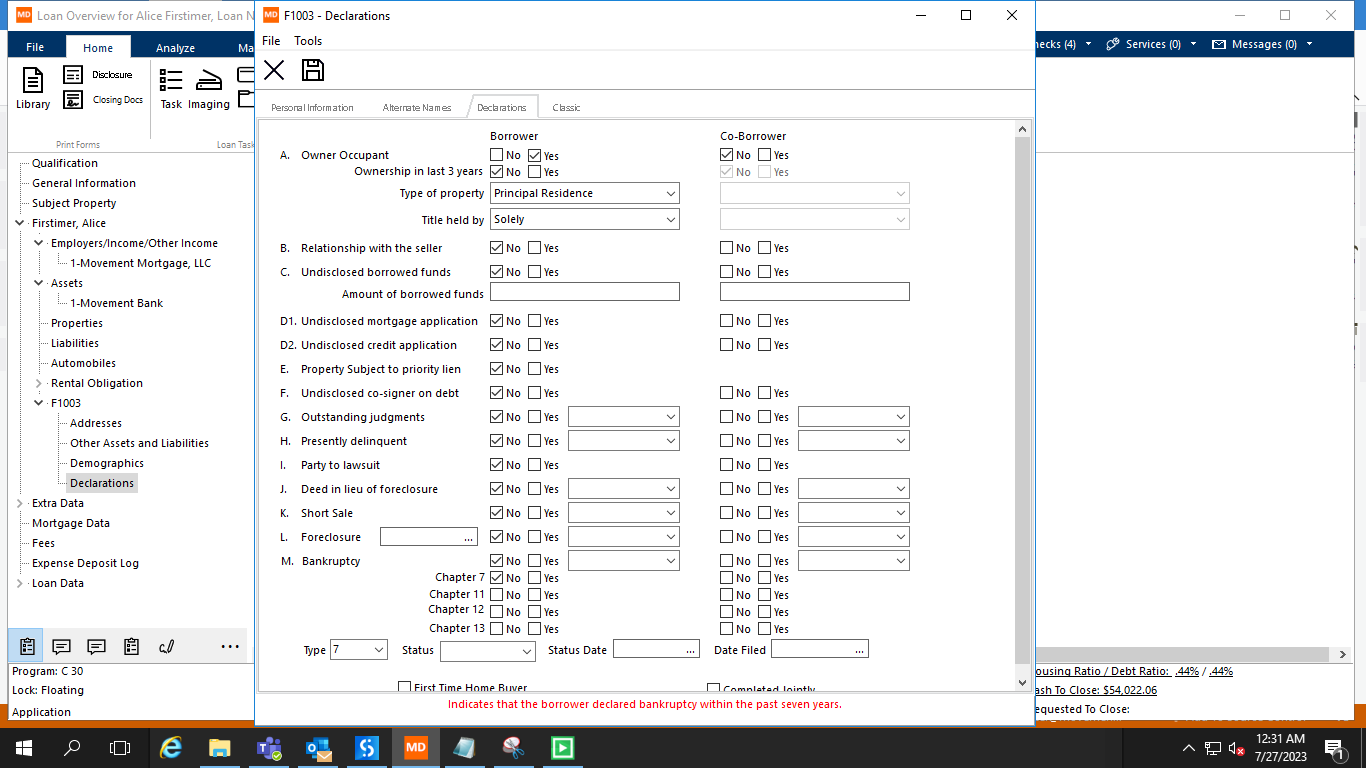 MD Loan Overview for Alice Firstimer, Loan N
MD F1003 - Declarations
File Home Analyze Ma
hecks (4) Services (0) Messages (0)
File Tools
Library
Disclosure
Closing Docs
Task Imaging
Print Forms Loan Task
Personal Information Alternate Names Declarations Classic
Qualification
General Information
Subject Property
Firstimer, Alice
Employers/Income/Other Income
1-Movement Mortgage, LLC
Assets
1-Movement Bank
Properties
Liabilities
Automobiles
Rental Obligation
F1003
Addresses
Other Assets and Liabilities
Demographics
Declarations
Extra Data
Mortgage Data
Fees
Expense Deposit Log
Loan Data
...
Program: C 30
Lock: Floating
Application
Borrower Co-Borrower
A. Owner Occupant No Yes No Yes
Ownership in last 3 years No Yes No Yes
Type of property Principal Residence
Title held by Solely
B. Relationship with the seller No Yes No Yes
C. Undisclosed borrowed funds No Yes No Yes
Amount of borrowed funds
D1. Undisclosed mortgage application No Yes No Yes
D2. Undisclosed credit application No Yes No Yes
E. Property Subject to priority lien No Yes
F. Undisclosed co-signer on debt No Yes No Yes
G. Outstanding judgments No Yes No Yes
H. Presently delinquent No Yes No Yes
I. Party to lawsuit No Yes No Yes
J. Deed in lieu of foreclosure No Yes No Yes
K. Short Sale No Yes No Yes
L. Foreclosure ... No Yes No Yes
M. Bankruptcy No Yes No Yes
Chapter 7 No Yes No Yes
Chapter 11 No Yes No Yes
Chapter 12 No Yes No Yes
Chapter 13 No Yes No Yes
Type 7 Status Status Date ... Date Filed ...
First Time Home Buyer Completed Jointly
Indicates that the borrower declared bankruptcy within the past seven years.
ousing Ratio / Debt Ratio: .44% / .44%
ash To Close: $54,022.06
equested To Close:
MD
12:31 AM
7/27/2023
1